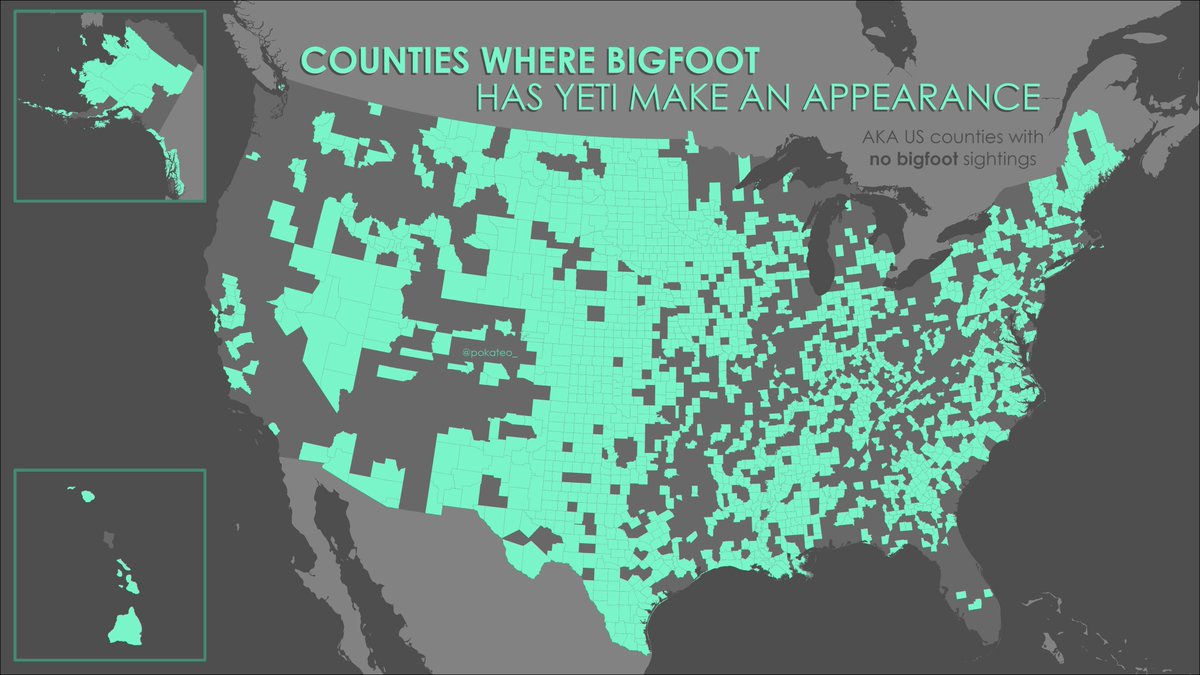 COUNTIES WHERE BIGFOOT
HAS YETI MAKE AN APPEARANCE
AKA US counties with
no bigfoot sightings
@pokateo_